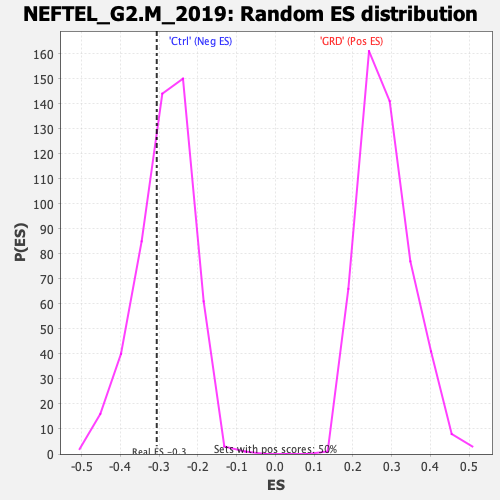 NEFTEL_G2.M_2019: Random ES distribution
'Ctrl' (Neg ES) 'GRD' (Pos ES)
160
150
140
130
120
110
100
90
80
70
60
50
40
30
20
10
0
P(ES)
Real ES -0.3
Sets with pos scores: 50%
-0.5 -0.4 -0.3 -0.2 -0.1 0.0 0.1 0.2 0.3 0.4 0.5
ES